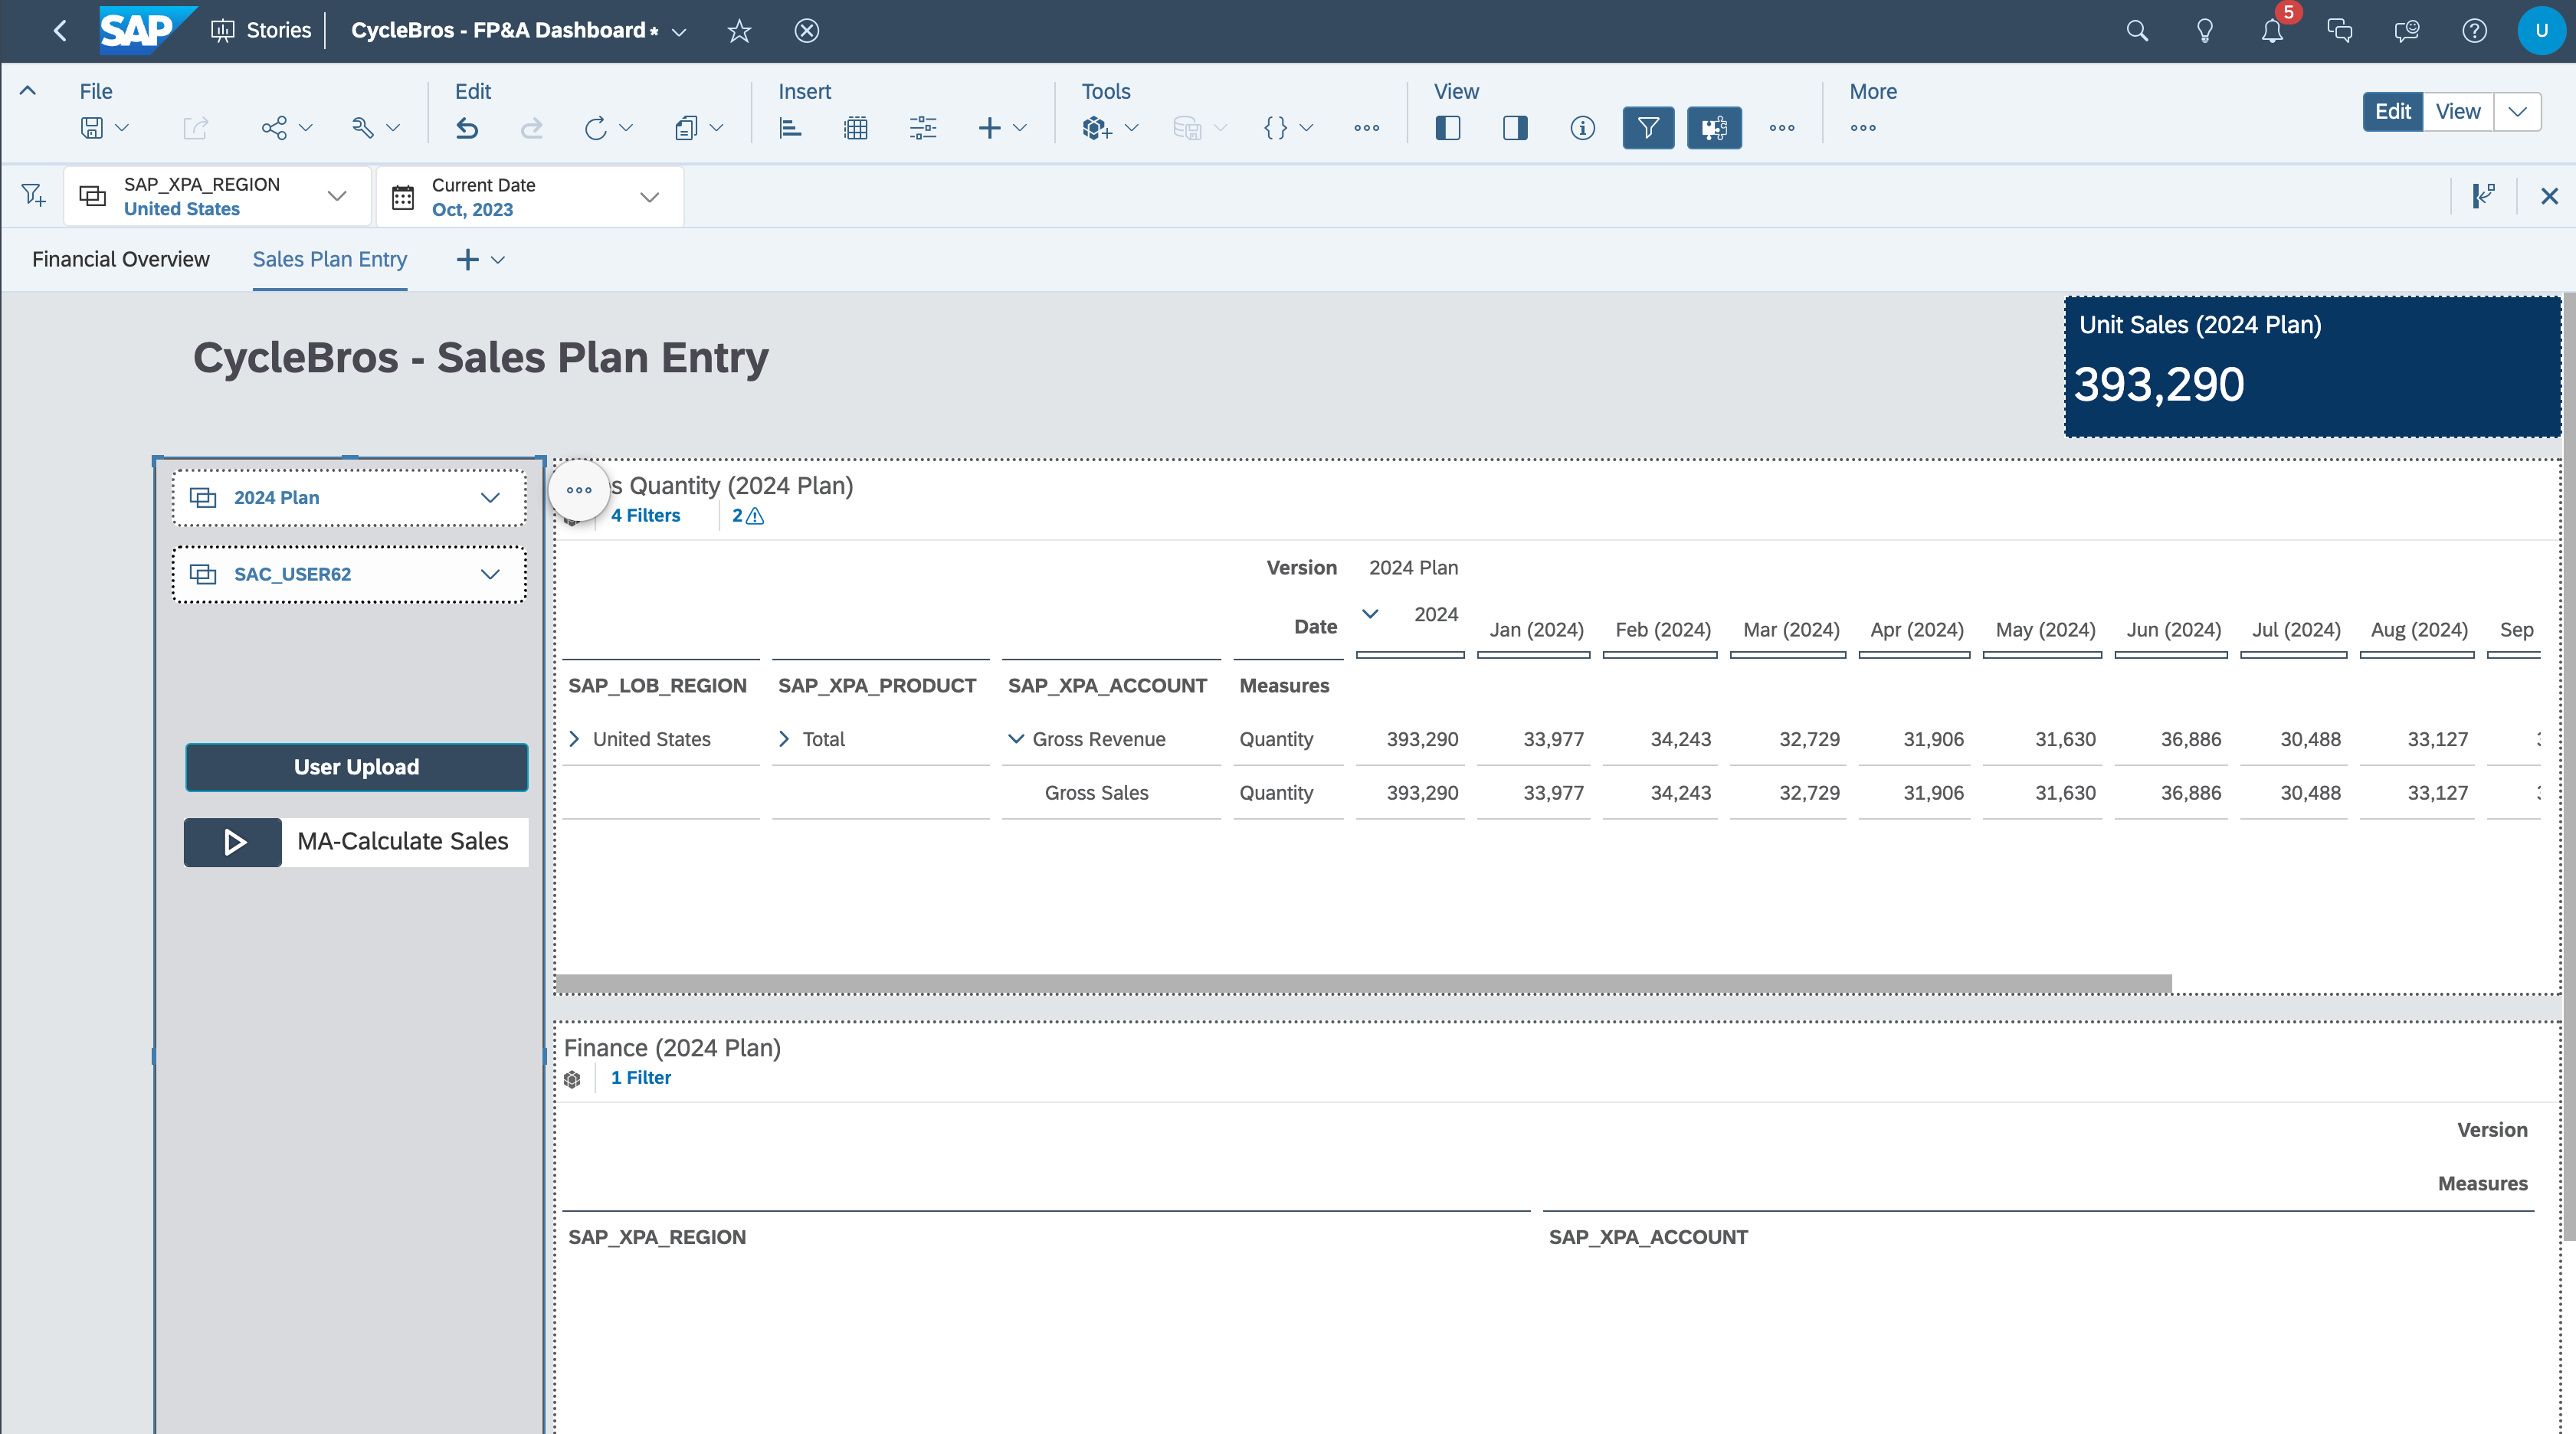 SAP Stories CycleBros - FP&A Dashboard * 5 U
File Edit Insert Tools View More
Edit View
SAP_XPA_REGION
United States
Current Date
Oct, 2023
Financial Overview Sales Plan Entry
CycleBros - Sales Plan Entry
Unit Sales (2024 Plan)
393,290
2024 Plan
SAC_USER62
User Upload
MA-Calculate Sales
s Quantity (2024 Plan)
4 Filters 2
Version 2024 Plan
Date 2024 Jan (2024) Feb (2024) Mar (2024) Apr (2024) May (2024) Jun (2024) Jul (2024) Aug (2024) Sep
SAP_LOB_REGION SAP_XPA_PRODUCT SAP_XPA_ACCOUNT Measures
United States Total Gross Revenue Quantity 393,290 33,977 34,243 32,729 31,906 31,630 36,886 30,488 33,127
Gross Sales Quantity 393,290 33,977 34,243 32,729 31,906 31,630 36,886 30,488 33,127
Finance (2024 Plan)
1 Filter
Version
Measures
SAP_XPA_REGION SAP_XPA_ACCOUNT